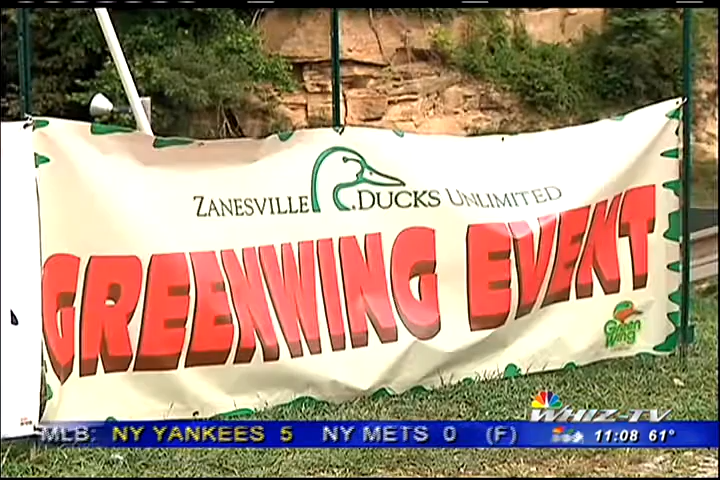 ZANESVILLE DUCKS UNLIMITED
GREENWING EVENT
Green
Wing
WHIZ-TV
MLB: NY YANKEES 5 NY METS 0 (F) 11:08 61°